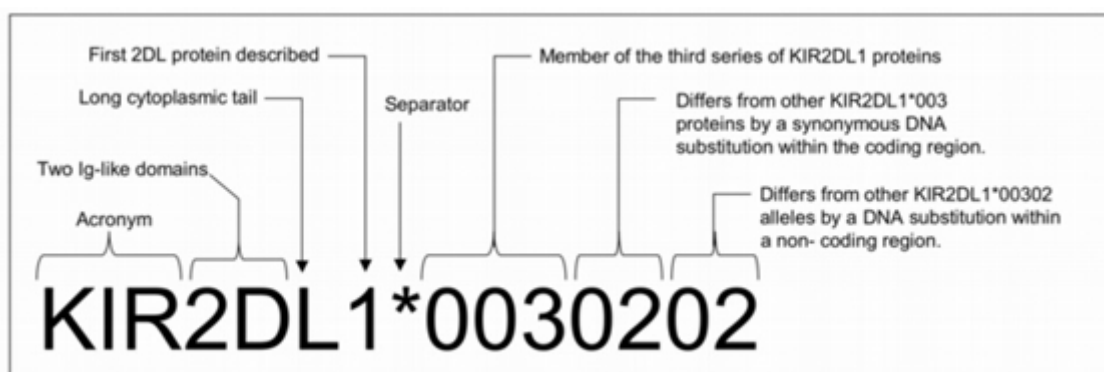 First 2DL protein described
Member of the third series of KIR2DL1 proteins
Long cytoplasmic tail
Separator
Differs from other KIR2DL1*003
proteins by a synonymous DNA
substitution within the coding region.
Two Ig-like domains
Differs from other KIR2DL1*00302
alleles by a DNA substitution within
a non- coding region.
Acronym
KIR2DL1*0030202